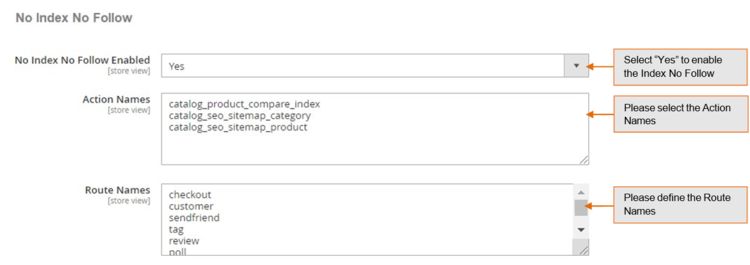 No Index No Follow
No Index No Follow Enabled
[store view]
Yes
Select “Yes” to enable
the Index No Follow
Action Names
[store view]
catalog_product_compare_index
catalog_seo_sitemap_category
catalog_seo_sitemap_product
Please select the Action
Names
Route Names
[store view]
checkout
customer
sendfriend
tag
review
poll
Please define the Route
Names